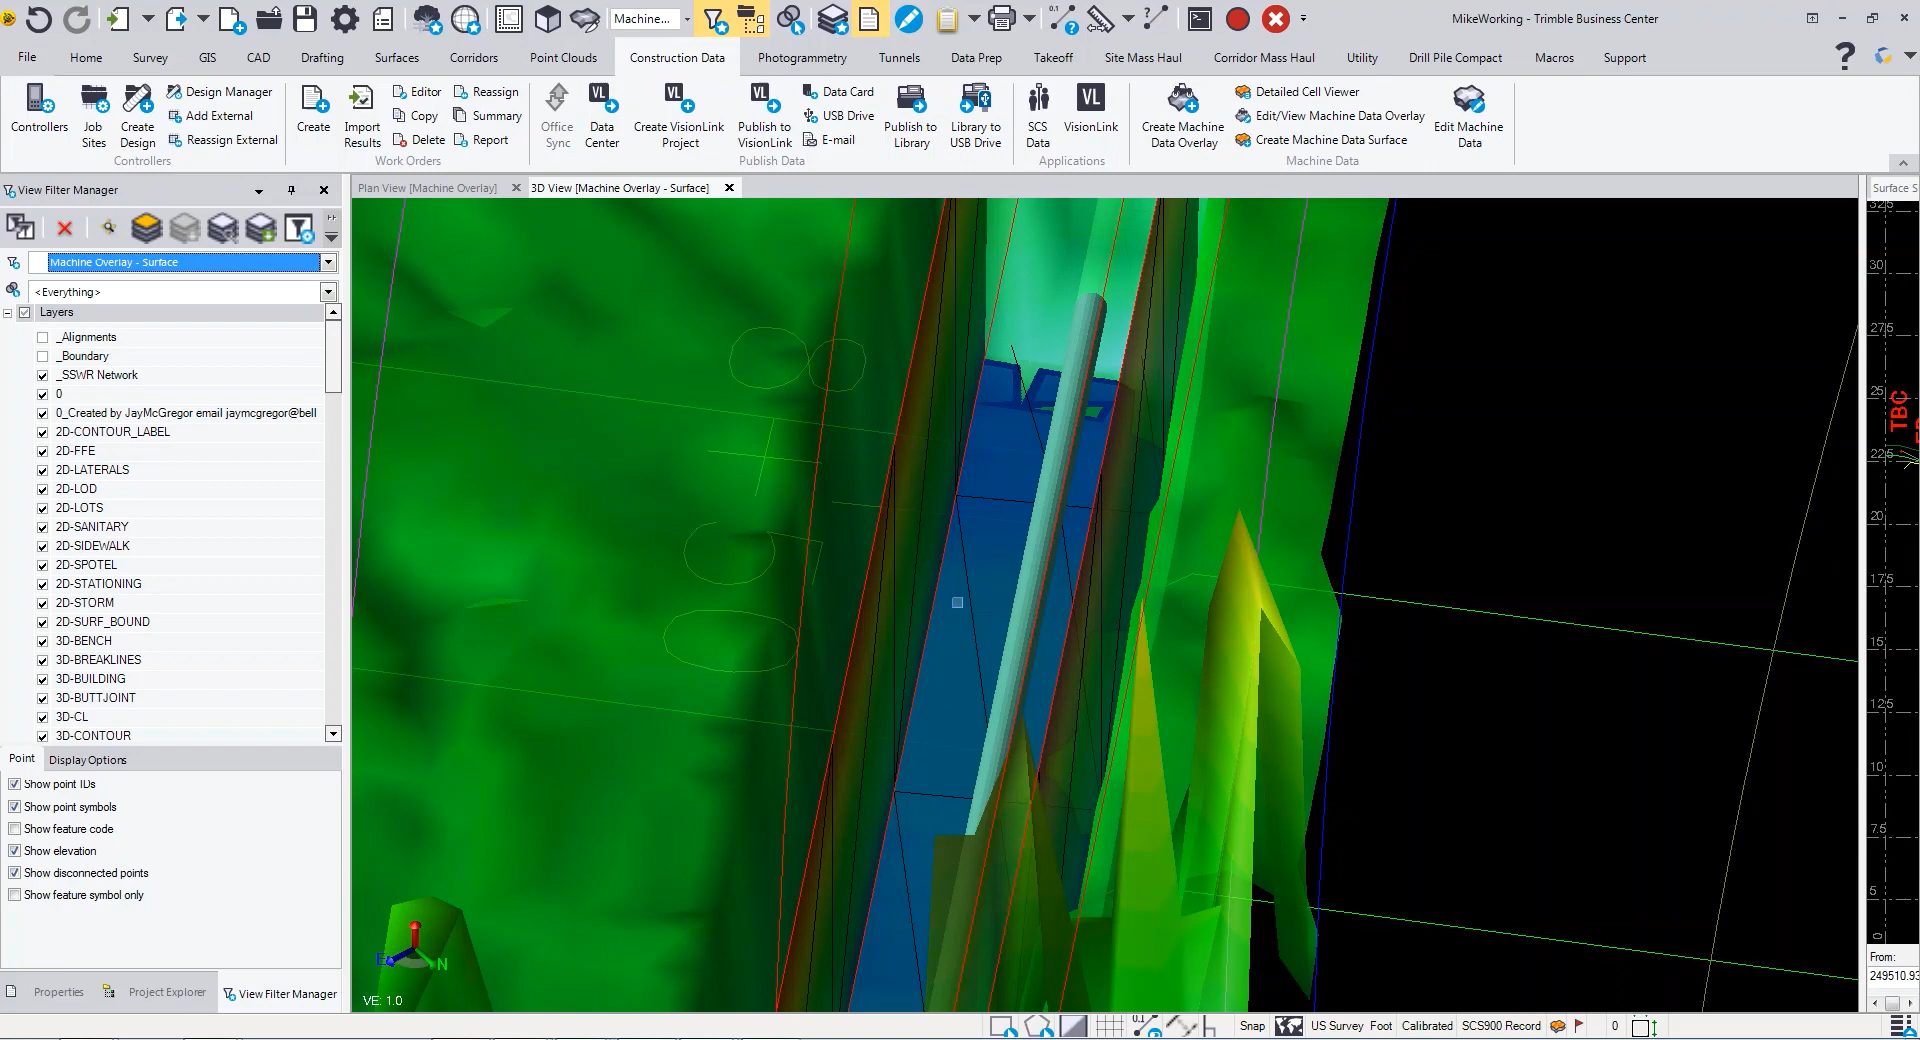 Machine...
MikeWorking - Trimble Business Center
File
Home
Survey
GIS
CAD
Drafting
Surfaces
Corridors
Point Clouds
Construction Data
Photogrammetry
Tunnels
Data Prep
Takeoff
Site Mass Haul
Corridor Mass Haul
Utility
Drill Pile Compact
Macros
Support
Controllers
Job Sites
Create Design
Design Manager
Add External
Reassign External
Controllers
Create
Import Results
Editor
Copy
Delete
Reassign
Summary
Report
Work Orders
Office Sync
VL
Data Center
VL
Create VisionLink Project
VL
Publish to VisionLink
Data Card
USB Drive
E-mail
Publish to Library
Library to USB Drive
Publish Data
SCS Data
VL
VisionLink
Applications
Create Machine Data Overlay
Detailed Cell Viewer
Edit/View Machine Data Overlay
Create Machine Data Surface
Edit Machine Data
Machine Data
View Filter Manager
Plan View [Machine Overlay]
3D View [Machine Overlay - Surface]
Surface S
Machine Overlay - Surface
<Everything>
Layers
_Alignments
_Boundary
_SSWR Network
0
0_Created by JayMcGregor email jaymcgregor@bell
2D-CONTOUR_LABEL
2D-FFE
2D-LATERALS
2D-LOD
2D-LOTS
2D-SANITARY
2D-SIDEWALK
2D-SPOTEL
2D-STATIONING
2D-STORM
2D-SURF_BOUND
3D-BENCH
3D-BREAKLINES
3D-BUILDING
3D-BUTTJOINT
3D-CL
3D-CONTOUR
Point
Display Options
Show point IDs
Show point symbols
Show feature code
Show elevation
Show disconnected points
Show feature symbol only
Properties
Project Explorer
View Filter Manager
E
N
VE: 1.0
32.5
30
27.5
25
22.5
20
17.5
15
12.5
10
7.5
5
0
TBC
From:
249510.93
0.1
Snap
US Survey Foot
Calibrated
SCS900 Record
0